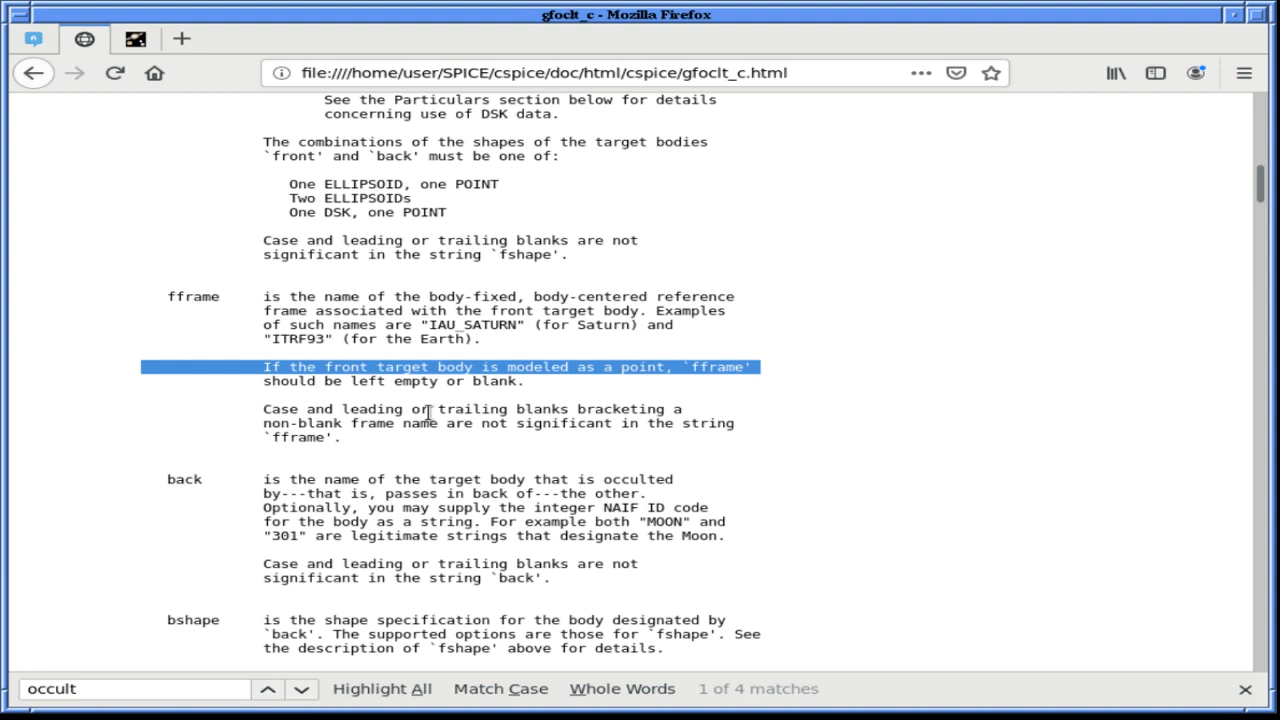 gfoclt_c - Mozilla Firefox
file:////home/user/SPICE/cspice/doc/html/cspice/gfoclt_c.html
See the Particulars section below for details
concerning use of DSK data.
The combinations of the shapes of the target bodies
`front' and `back' must be one of:
One ELLIPSOID, one POINT
Two ELLIPSOIDs
One DSK, one POINT
Case and leading or trailing blanks are not
significant in the string `fshape'.
fframe is the name of the body-fixed, body-centered reference
frame associated with the front target body. Examples
of such names are "IAU_SATURN" (for Saturn) and
"ITRF93" (for the Earth).
If the front target body is modeled as a point, `fframe'
should be left empty or blank.
Case and leading or trailing blanks bracketing a
non-blank frame name are not significant in the string
`fframe'.
back is the name of the target body that is occulted
by---that is, passes in back of---the other.
Optionally, you may supply the integer NAIF ID code
for the body as a string. For example both "MOON" and
"301" are legitimate strings that designate the Moon.
Case and leading or trailing blanks are not
significant in the string `back'.
bshape is the shape specification for the body designated by
`back'. The supported options are those for `fshape'. See
the description of `fshape' above for details.
occult Highlight All Match Case Whole Words 1 of 4 matches